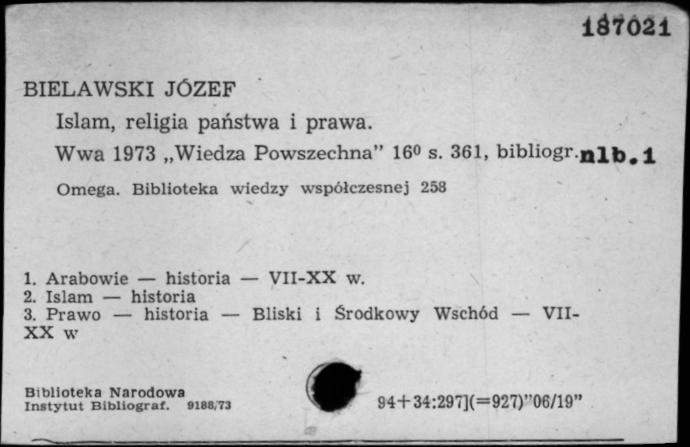 187021
BIELAWSKI JÓZEF
Islam, religia państwa i prawa.
Wwa 1973 „Wiedza Powszechna” 16⁰ s. 361, bibliogr. nlb. 1
Omega. Biblioteka wiedzy współczesnej 258
1. Arabowie — historia — VII-XX w.
2. Islam — historia
3. Prawo — historia — Bliski i Środkowy Wschód — VII-
XX w
Biblioteka Narodowa
Instytut Bibliograf. 9188/73
94+34:297](=927)”06/19”